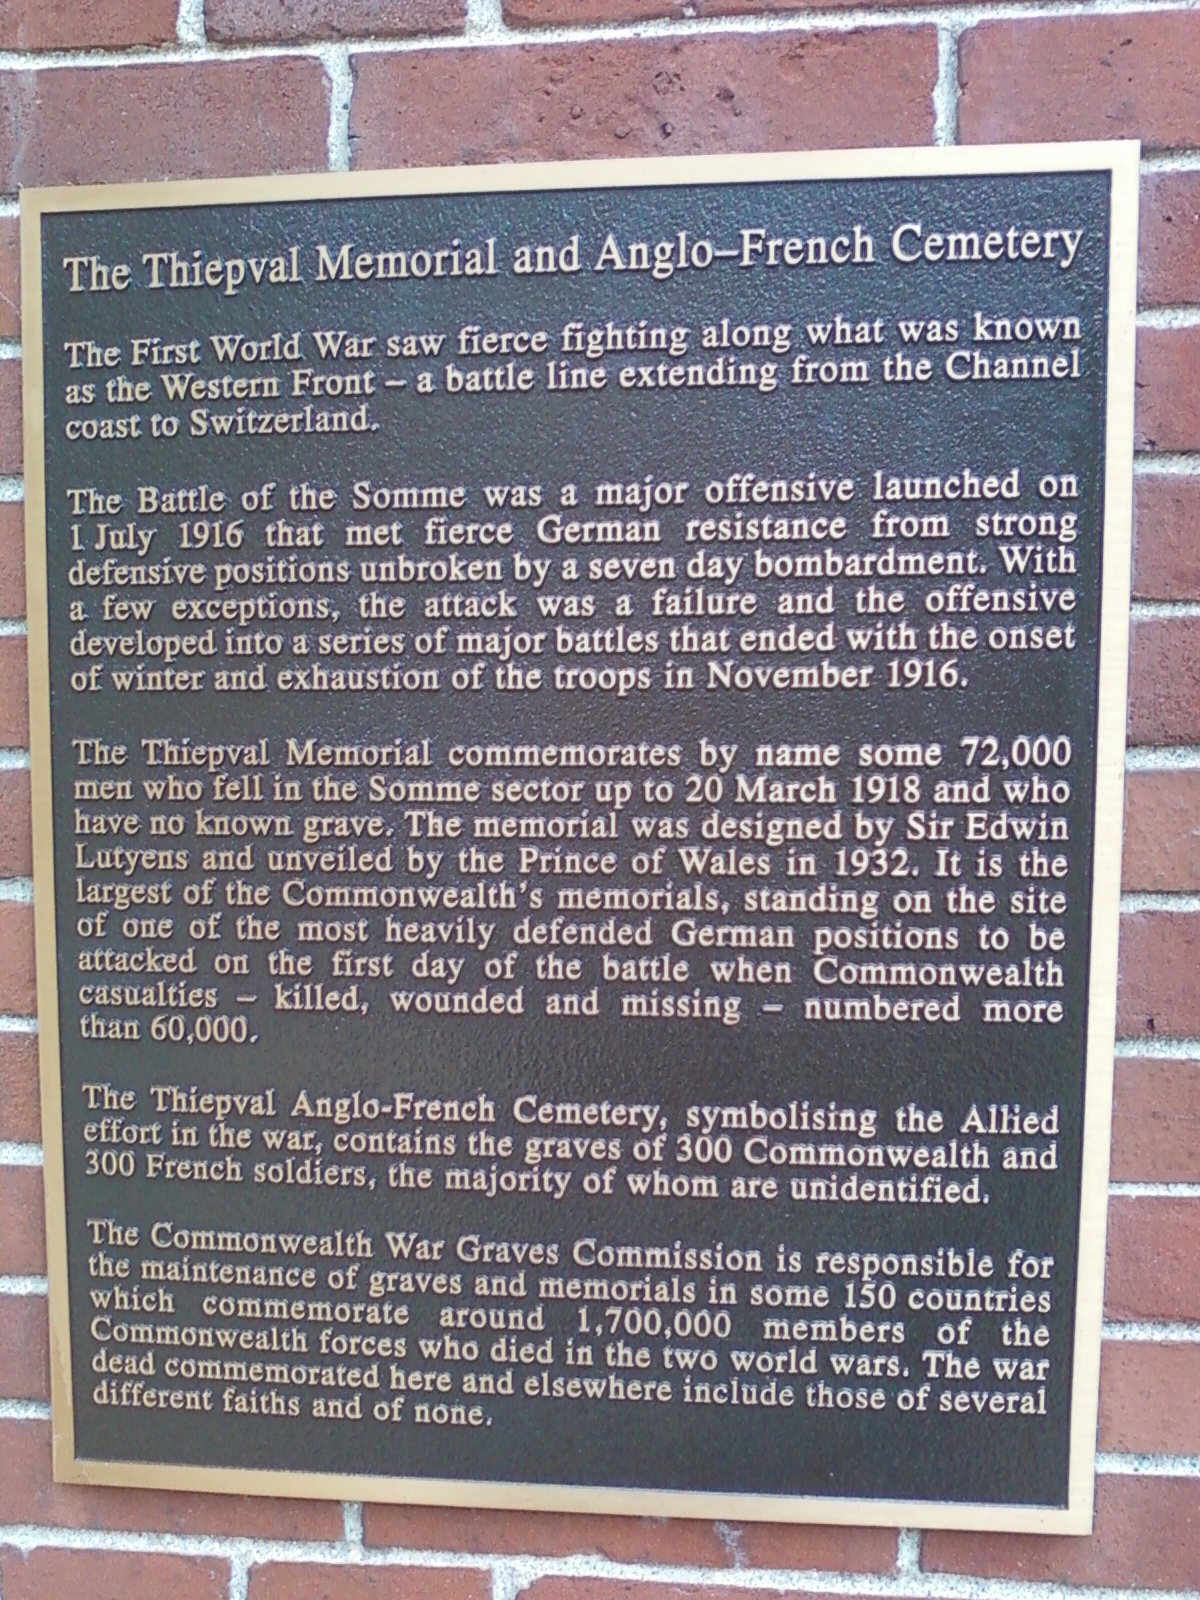 The Thiepval Memorial and Anglo–French Cemetery
The First World War saw fierce fighting along what was known
as the Western Front – a battle line extending from the Channel
coast to Switzerland.
The Battle of the Somme was a major offensive launched on
1 July 1916 that met fierce German resistance from strong
defensive positions unbroken by a seven day bombardment. With
a few exceptions, the attack was a failure and the offensive
developed into a series of major battles that ended with the onset
of winter and exhaustion of the troops in November 1916.
The Thiepval Memorial commemorates by name some 72,000
men who fell in the Somme sector up to 20 March 1918 and who
have no known grave. The memorial was designed by Sir Edwin
Lutyens and unveiled by the Prince of Wales in 1932. It is the
largest of the Commonwealth's memorials, standing on the site
of one of the most heavily defended German positions to be
attacked on the first day of the battle when Commonwealth
casualties – killed, wounded and missing – numbered more
than 60,000.
The Thiepval Anglo-French Cemetery, symbolising the Allied
effort in the war, contains the graves of 300 Commonwealth and
300 French soldiers, the majority of whom are unidentified.
The Commonwealth War Graves Commission is responsible for
the maintenance of graves and memorials in some 150 countries
which commemorate around 1,700,000 members of the
Commonwealth forces who died in the two world wars. The war
dead commemorated here and elsewhere include those of several
different faiths and of none.